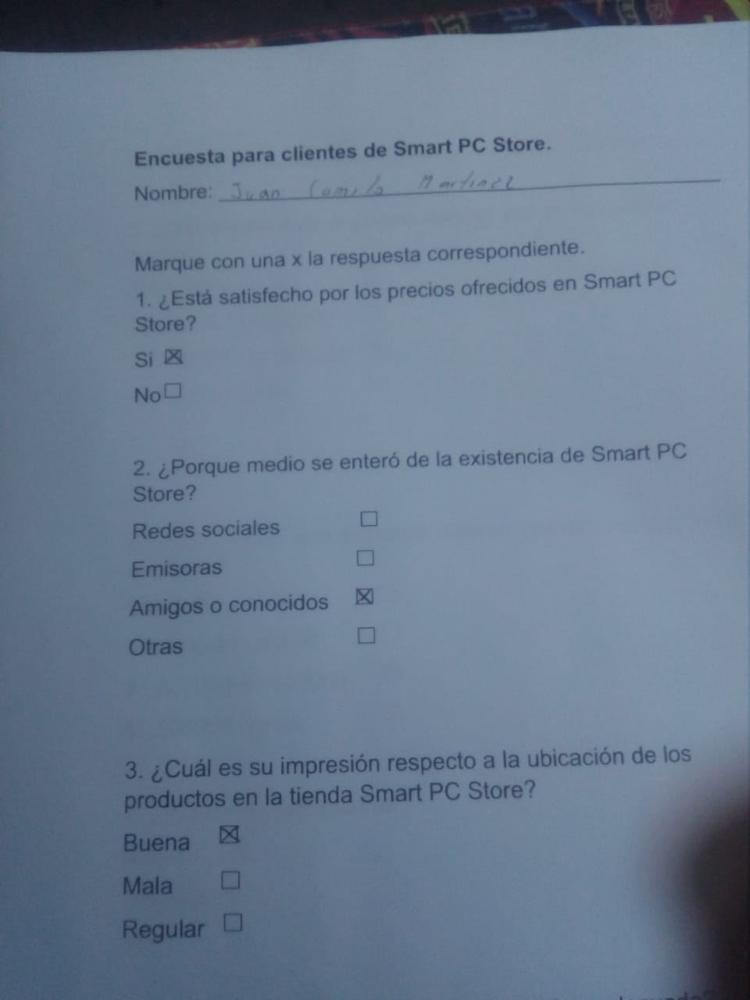 Encuesta para clientes de Smart PC Store.
Nombre: Juan Camilo Martinez
Marque con una x la respuesta correspondiente.
1. ¿Está satisfecho por los precios ofrecidos en Smart PC
Store?
Si ☒
No ☐
2. ¿Porque medio se enteró de la existencia de Smart PC
Store?
Redes sociales ☐
Emisoras ☐
Amigos o conocidos ☒
Otras ☐
3. ¿Cuál es su impresión respecto a la ubicación de los
productos en la tienda Smart PC Store?
Buena ☒
Mala ☐
Regular ☐